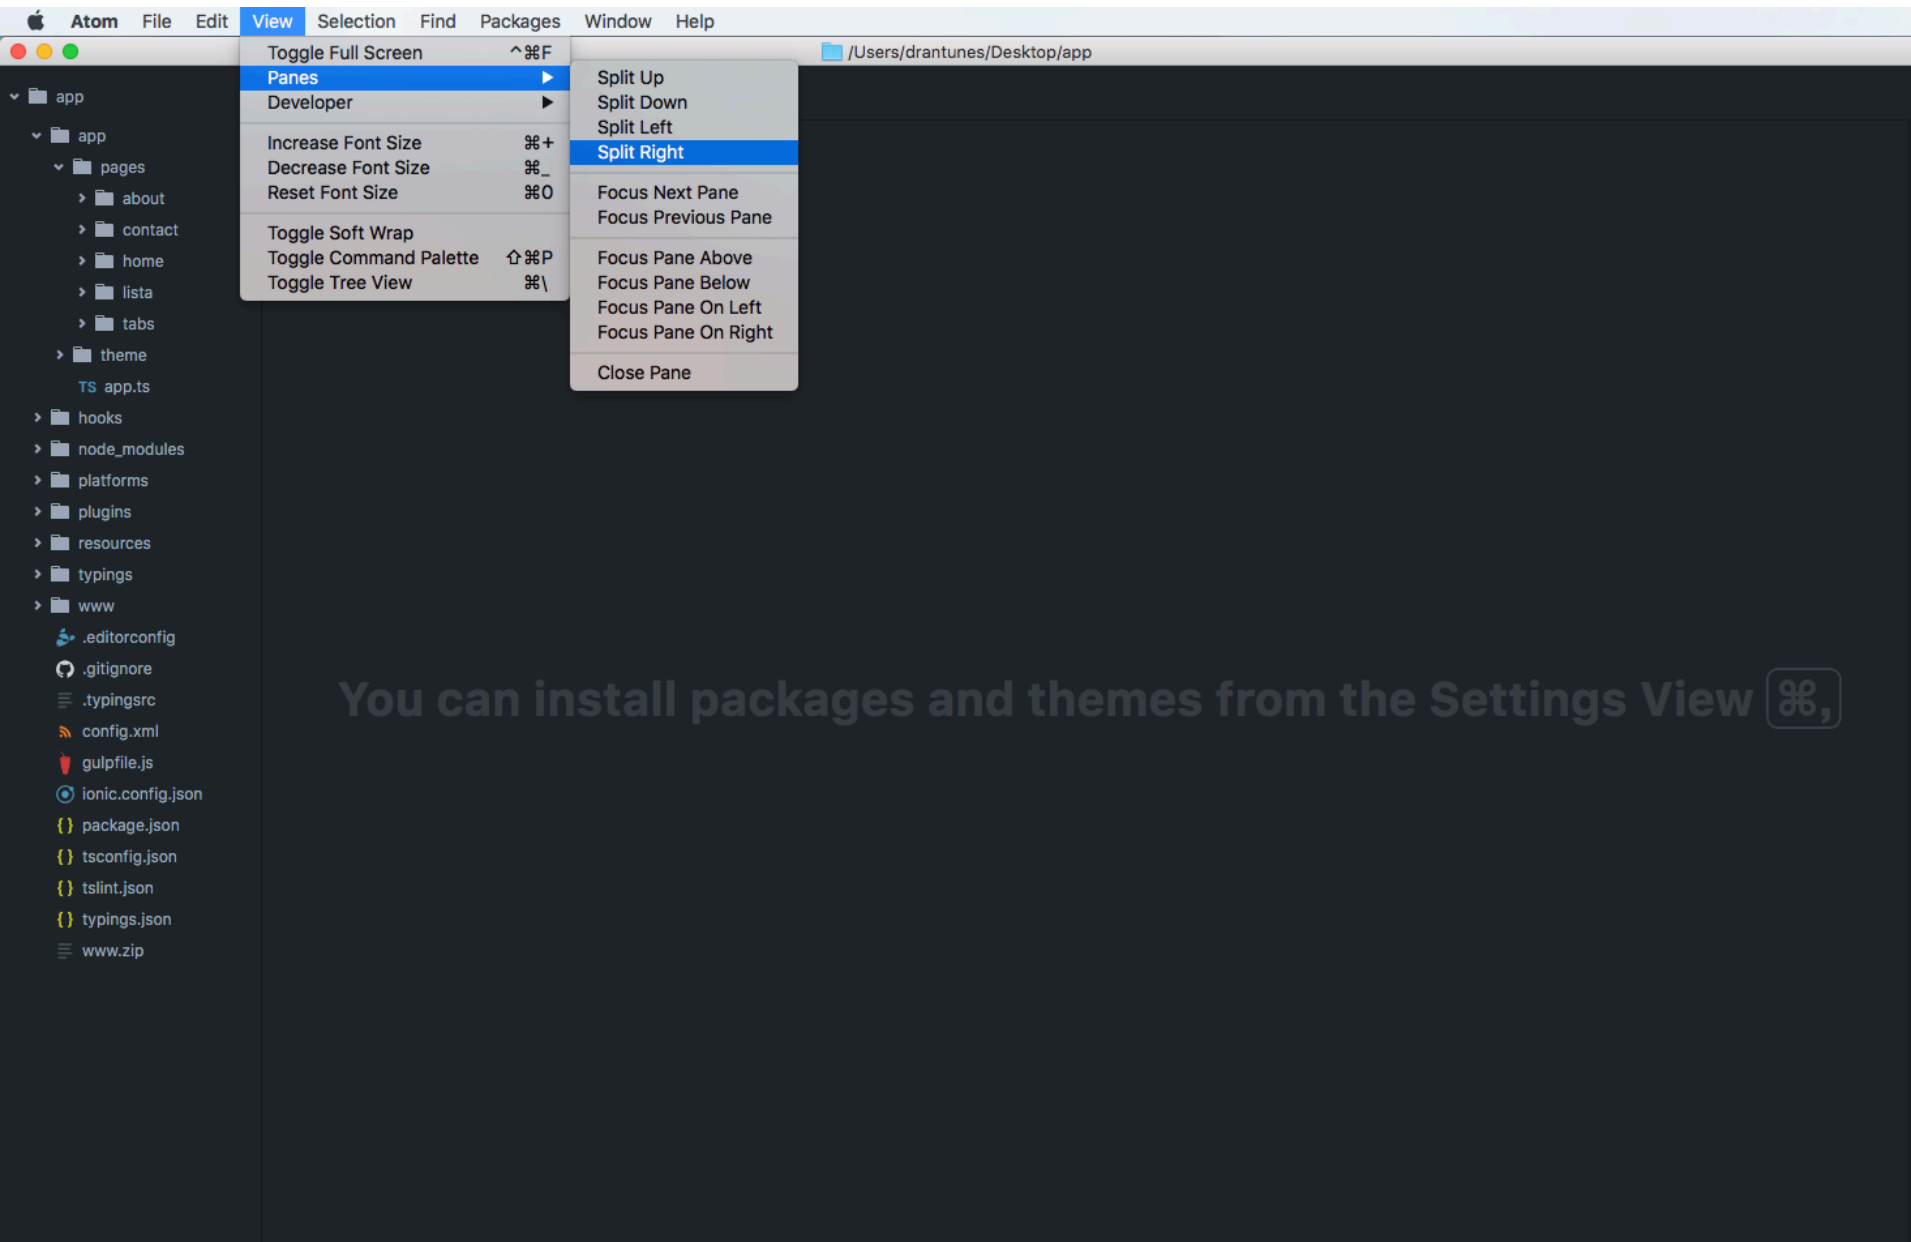 Atom File Edit View Selection Find Packages Window Help
/Users/drantunes/Desktop/app
Toggle Full Screen ^⌘F
Panes
Developer
Increase Font Size ⌘+
Decrease Font Size ⌘_
Reset Font Size ⌘0
Toggle Soft Wrap
Toggle Command Palette ⇧⌘P
Toggle Tree View ⌘\
Split Up
Split Down
Split Left
Split Right
Focus Next Pane
Focus Previous Pane
Focus Pane Above
Focus Pane Below
Focus Pane On Left
Focus Pane On Right
Close Pane
app
app
pages
about
contact
home
lista
tabs
theme
TS app.ts
hooks
node_modules
platforms
plugins
resources
typings
www
.editorconfig
.gitignore
.typingsrc
config.xml
gulpfile.js
ionic.config.json
{} package.json
{} tsconfig.json
{} tslint.json
{} typings.json
www.zip
You can install packages and themes from the Settings View ⌘,